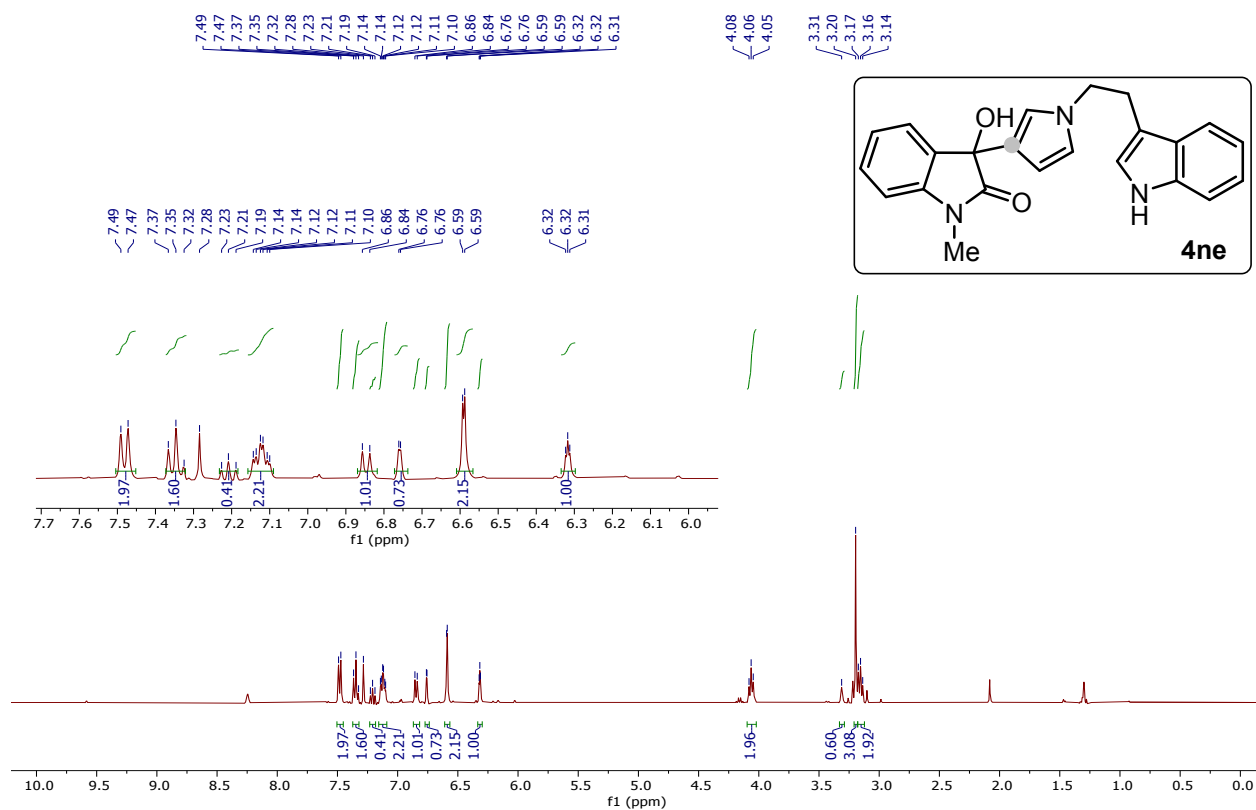 7.49 7.47 7.37 7.35 7.32 7.28 7.23 7.21 7.19 7.14 7.14 7.12 7.12 7.11 7.10 6.86 6.84 6.76 6.76 6.59 6.59 6.32 6.32 6.31
4.08 4.06 4.05
3.31 3.20 3.17 3.16 3.14
OH
N
N
O
N
H
Me
4ne
7.49 7.47 7.37 7.35 7.32 7.28 7.23 7.21 7.19 7.14 7.14 7.12 7.12 7.11 7.10 6.86 6.84 6.76 6.76 6.59 6.59 6.32 6.32 6.31
1.97 1.60 0.41 2.21 1.01 0.73 2.15 1.00
7.7 7.6 7.5 7.4 7.3 7.2 7.1 7.0 6.9 6.8 6.7 6.6 6.5 6.4 6.3 6.2 6.1 6.0
f1 (ppm)
1.97 1.60 0.41 2.21 1.01 0.73 2.15 1.00 1.96 0.60 3.08 1.92
10.0 9.5 9.0 8.5 8.0 7.5 7.0 6.5 6.0 5.5 5.0 4.5 4.0 3.5 3.0 2.5 2.0 1.5 1.0 0.5 0.0
f1 (ppm)